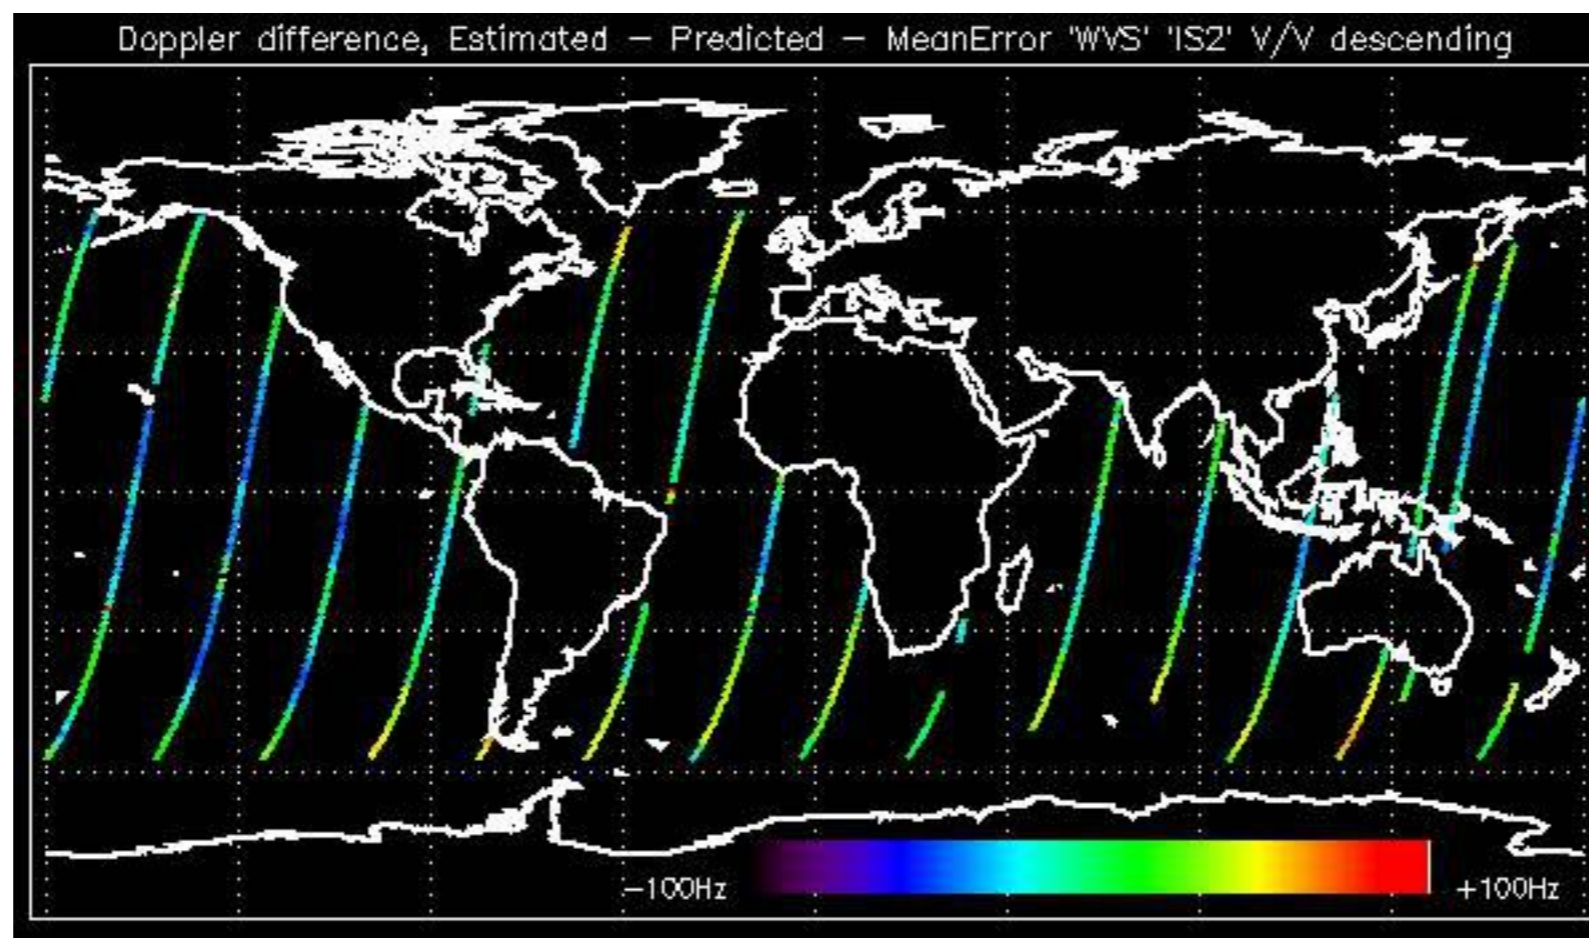 Doppler difference, Estimated – Predicted – MeanError 'WVS' 'IS2' V/V descending
−100Hz
+100Hz